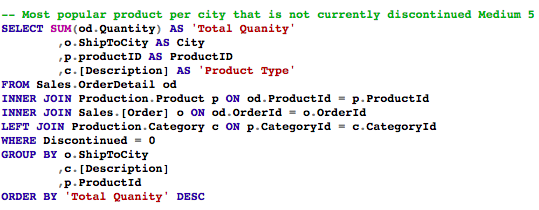 -- Most popular product per city that is not currently discontinued Medium 5
SELECT SUM(od.Quantity) AS 'Total Quanity'
,o.ShipToCity AS City
,p.productID AS ProductID
,c.[Description] AS 'Product Type'
FROM Sales.OrderDetail od
INNER JOIN Production.Product p ON od.ProductId = p.ProductId
INNER JOIN Sales.[Order] o ON od.OrderId = o.OrderId
LEFT JOIN Production.Category c ON p.CategoryId = c.CategoryId
WHERE Discontinued = 0
GROUP BY o.ShipToCity
,c.[Description]
,p.ProductId
ORDER BY 'Total Quanity' DESC